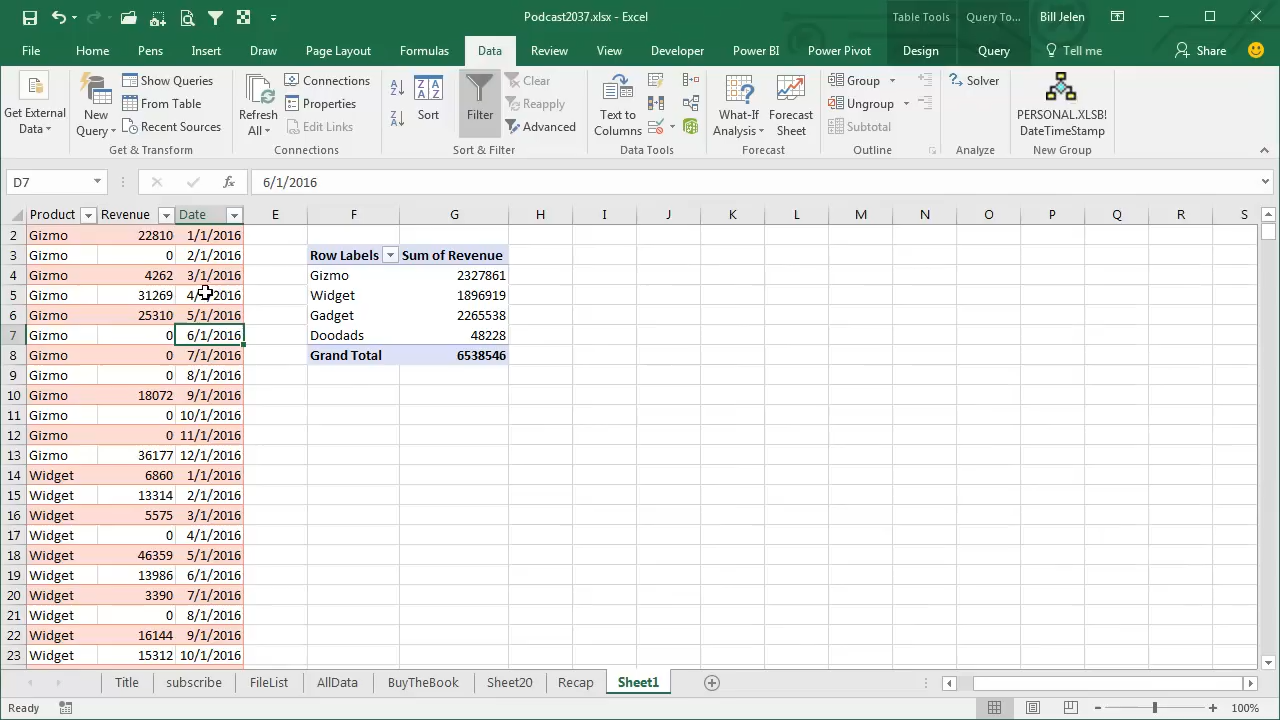 Podcast2037.xlsx - Excel
Table Tools
Query To...
Bill Jelen
File Home Pens Insert Draw Page Layout Formulas Data Review View Developer Power BI Power Pivot Design Query Tell me Share
Get External Data
New Query
Show Queries
From Table
Recent Sources
Get & Transform
Refresh All
Connections
Properties
Edit Links
Connections
Sort
Filter
Clear
Reapply
Advanced
Sort & Filter
Text to Columns
Data Tools
What-If Analysis
Forecast Sheet
Forecast
Group
Ungroup
Subtotal
Outline
Solver
Analyze
PERSONAL.XLSB!
DateTimeStamp
New Group
D7 fx 6/1/2016
Product Revenue Date E F G H I J K L M N O P Q R S
2 Gizmo 22810 1/1/2016
3 Gizmo 0 2/1/2016 Row Labels Sum of Revenue
4 Gizmo 4262 3/1/2016 Gizmo 2327861
5 Gizmo 31269 4/1/2016 Widget 1896919
6 Gizmo 25310 5/1/2016 Gadget 2265538
7 Gizmo 0 6/1/2016 Doodads 48228
8 Gizmo 0 7/1/2016 Grand Total 6538546
9 Gizmo 0 8/1/2016
10 Gizmo 18072 9/1/2016
11 Gizmo 0 10/1/2016
12 Gizmo 0 11/1/2016
13 Gizmo 36177 12/1/2016
14 Widget 6860 1/1/2016
15 Widget 13314 2/1/2016
16 Widget 5575 3/1/2016
17 Widget 0 4/1/2016
18 Widget 46359 5/1/2016
19 Widget 13986 6/1/2016
20 Widget 3390 7/1/2016
21 Widget 0 8/1/2016
22 Widget 16144 9/1/2016
23 Widget 15312 10/1/2016
Title subscribe FileList AllData BuyTheBook Sheet20 Recap Sheet1
Ready 100%